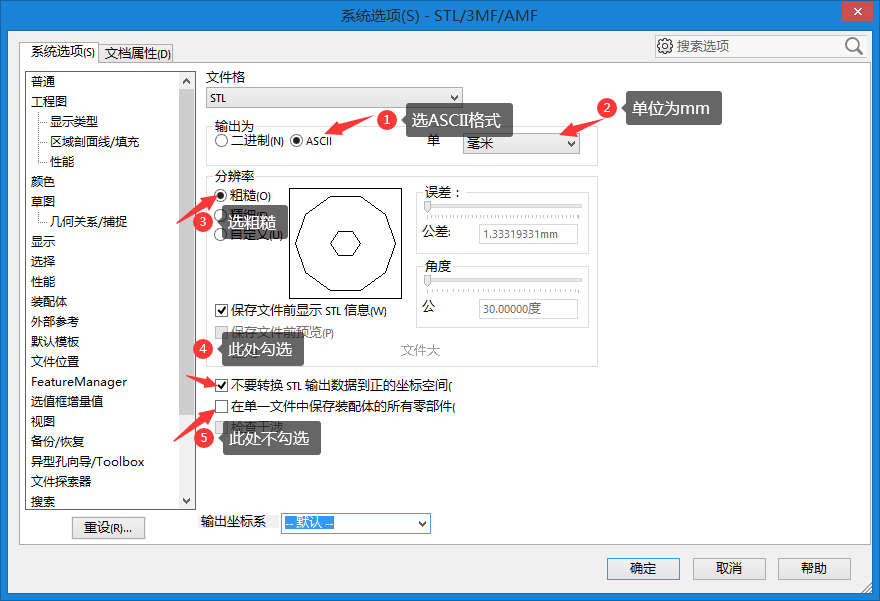 系统选项(S) - STL/3MF/AMF
系统选项(S)
文档属性(D)
搜索选项
普通
工程图
显示类型
区域剖面线/填充
性能
颜色
草图
几何关系/捕捉
显示
选择
性能
装配体
外部参考
默认模板
文件位置
FeatureManager
选值框增量值
视图
备份/恢复
异型孔向导/Toolbox
文件探索器
搜索
重设(R)...
文件格
STL
输出为
二进制(N)
ASCII
1 选ASCII格式
单
毫米
2 单位为mm
分辨率
粗糙(O)
3 选粗糙
自定义(U)
误差：
公差:
1.33319331mm
角度
公
30.00000度
保存文件前显示 STL 信息(W)
保存文件前预览(P)
4 此处勾选
文件大
不要转换 STL 输出数据到正的坐标空间(
在单一文件中保存装配体的所有零部件(
检查干涉
5 此处不勾选
输出坐标系
-- 默认 --
确定
取消
帮助